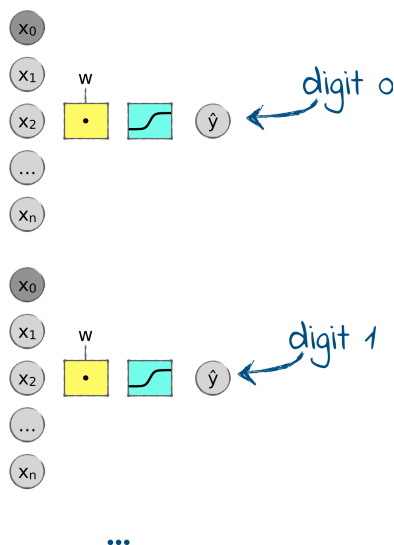 x₀
x₁
w
digit 0
x₂
ŷ
...
xₙ
x₀
x₁
w
digit 1
x₂
ŷ
...
xₙ
...